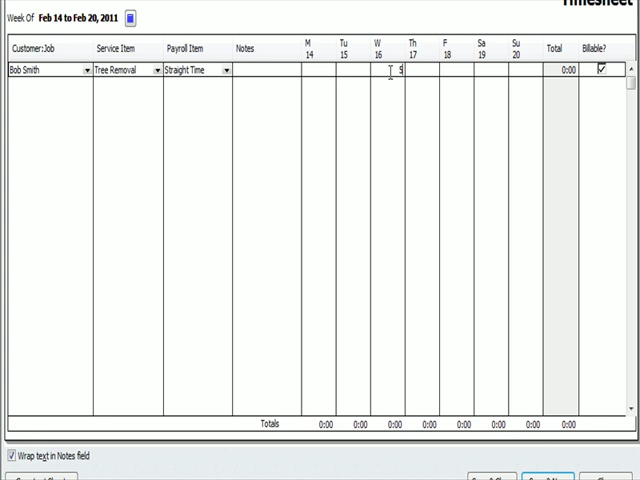 Timesheet
Week Of Feb 14 to Feb 20, 2011
Customer:Job Service Item Payroll Item Notes M 14 Tu 15 W 16 Th 17 F 18 Sa 19 Su 20 Total Billable?
Bob Smith Tree Removal Straight Time 5 0:00
Totals 0:00 0:00 0:00 0:00 0:00 0:00 0:00 0:00
Wrap text in Notes field